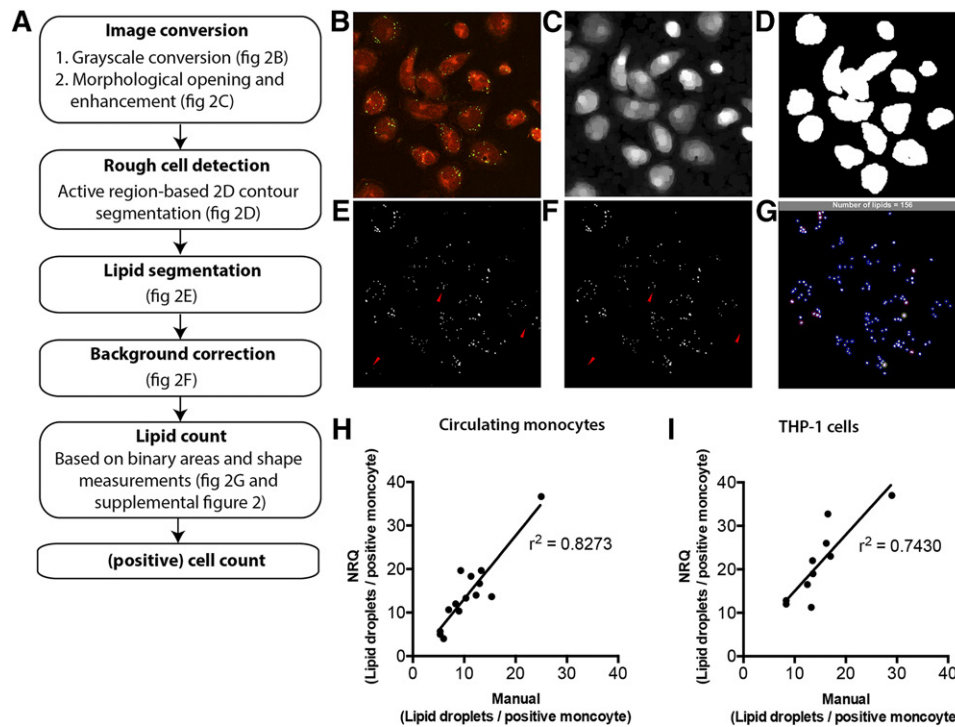 A
Image conversion
1. Grayscale conversion (fig 2B)
2. Morphological opening and
enhancement (fig 2C)
Rough cell detection
Active region-based 2D contour
segmentation (fig 2D)
Lipid segmentation
(fig 2E)
Background correction
(fig 2F)
Lipid count
Based on binary areas and shape
measurements (fig 2G and
supplemental figure 2)
(positive) cell count
B
C
D
E
F
G
Number of lipids = 156
H
Circulating monocytes
NRQ
(Lipid droplets / positive moncoyte)
40
30
20
10
0
r² = 0.8273
0 10 20 30 40
Manual
(Lipid droplets / positive moncoyte)
I
THP-1 cells
NRQ
(Lipid droplets / positive moncoyte)
40
30
20
10
0
r² = 0.7430
0 10 20 30 40
Manual
(Lipid droplets / positive moncoyte